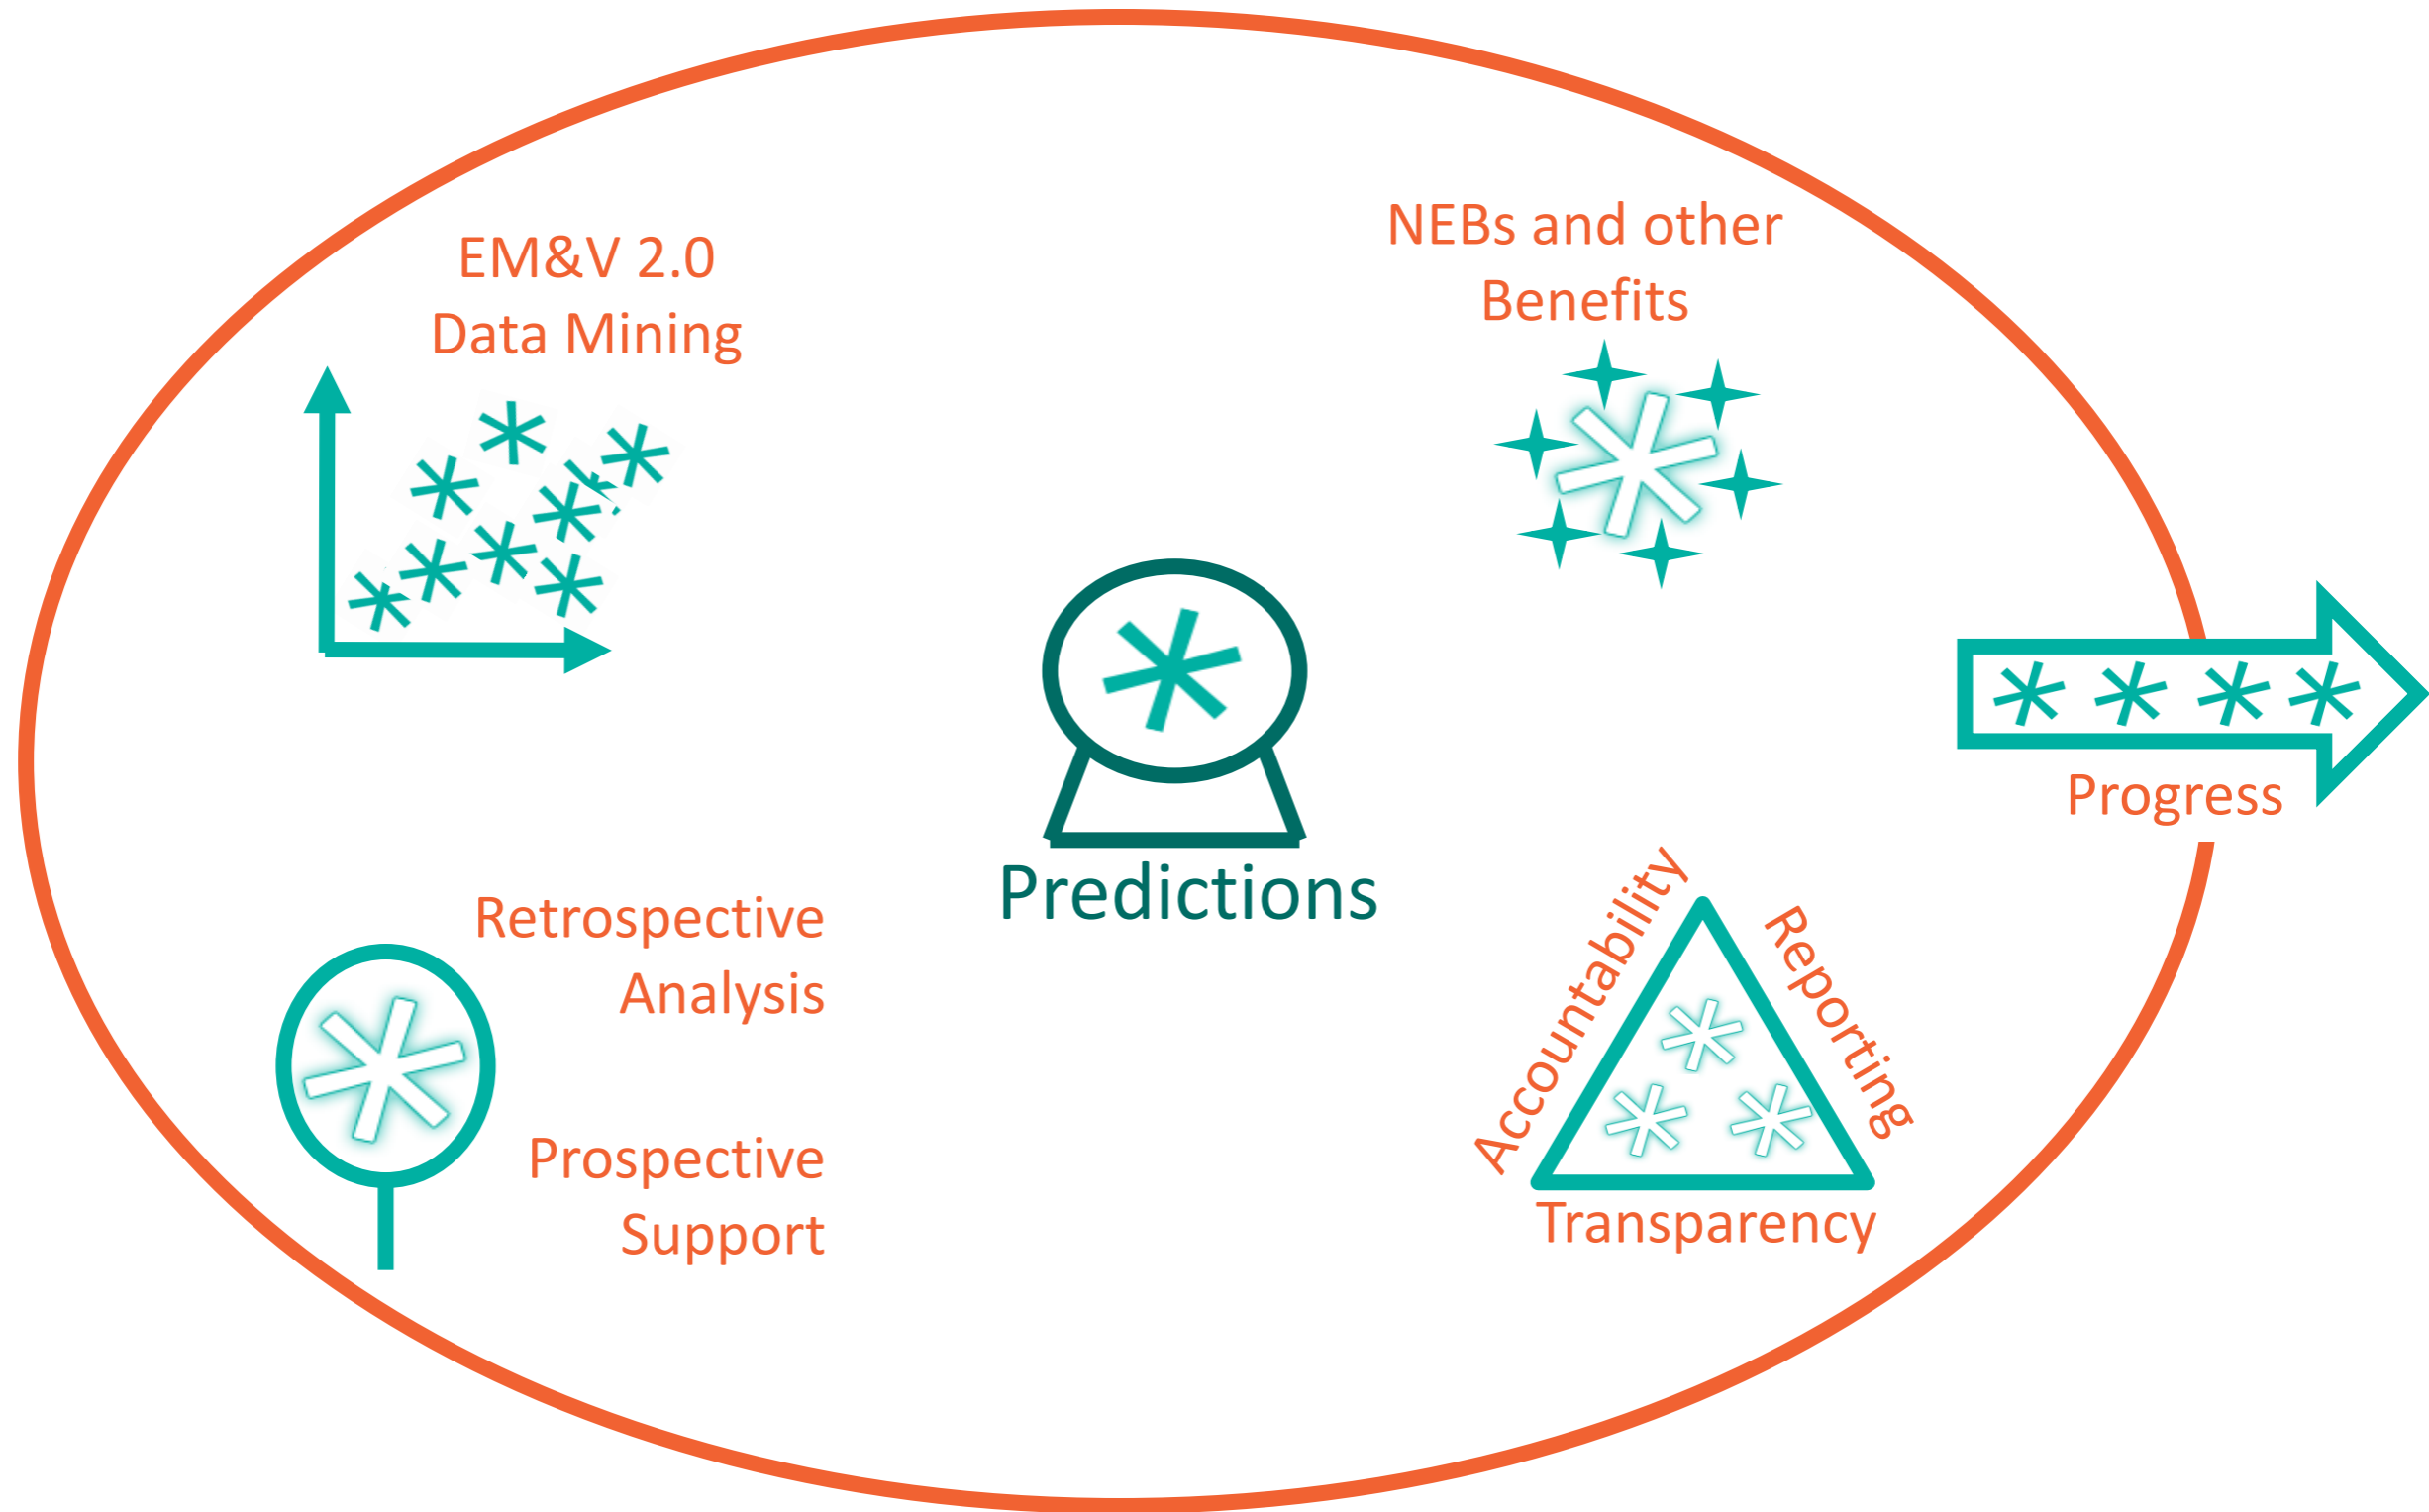 EM&V 2.0
Data Mining
NEBs and other
Benefits
Predictions
Progress
Retrospective
Analysis
Prospective
Support
Accountability
Reporting
Transparency